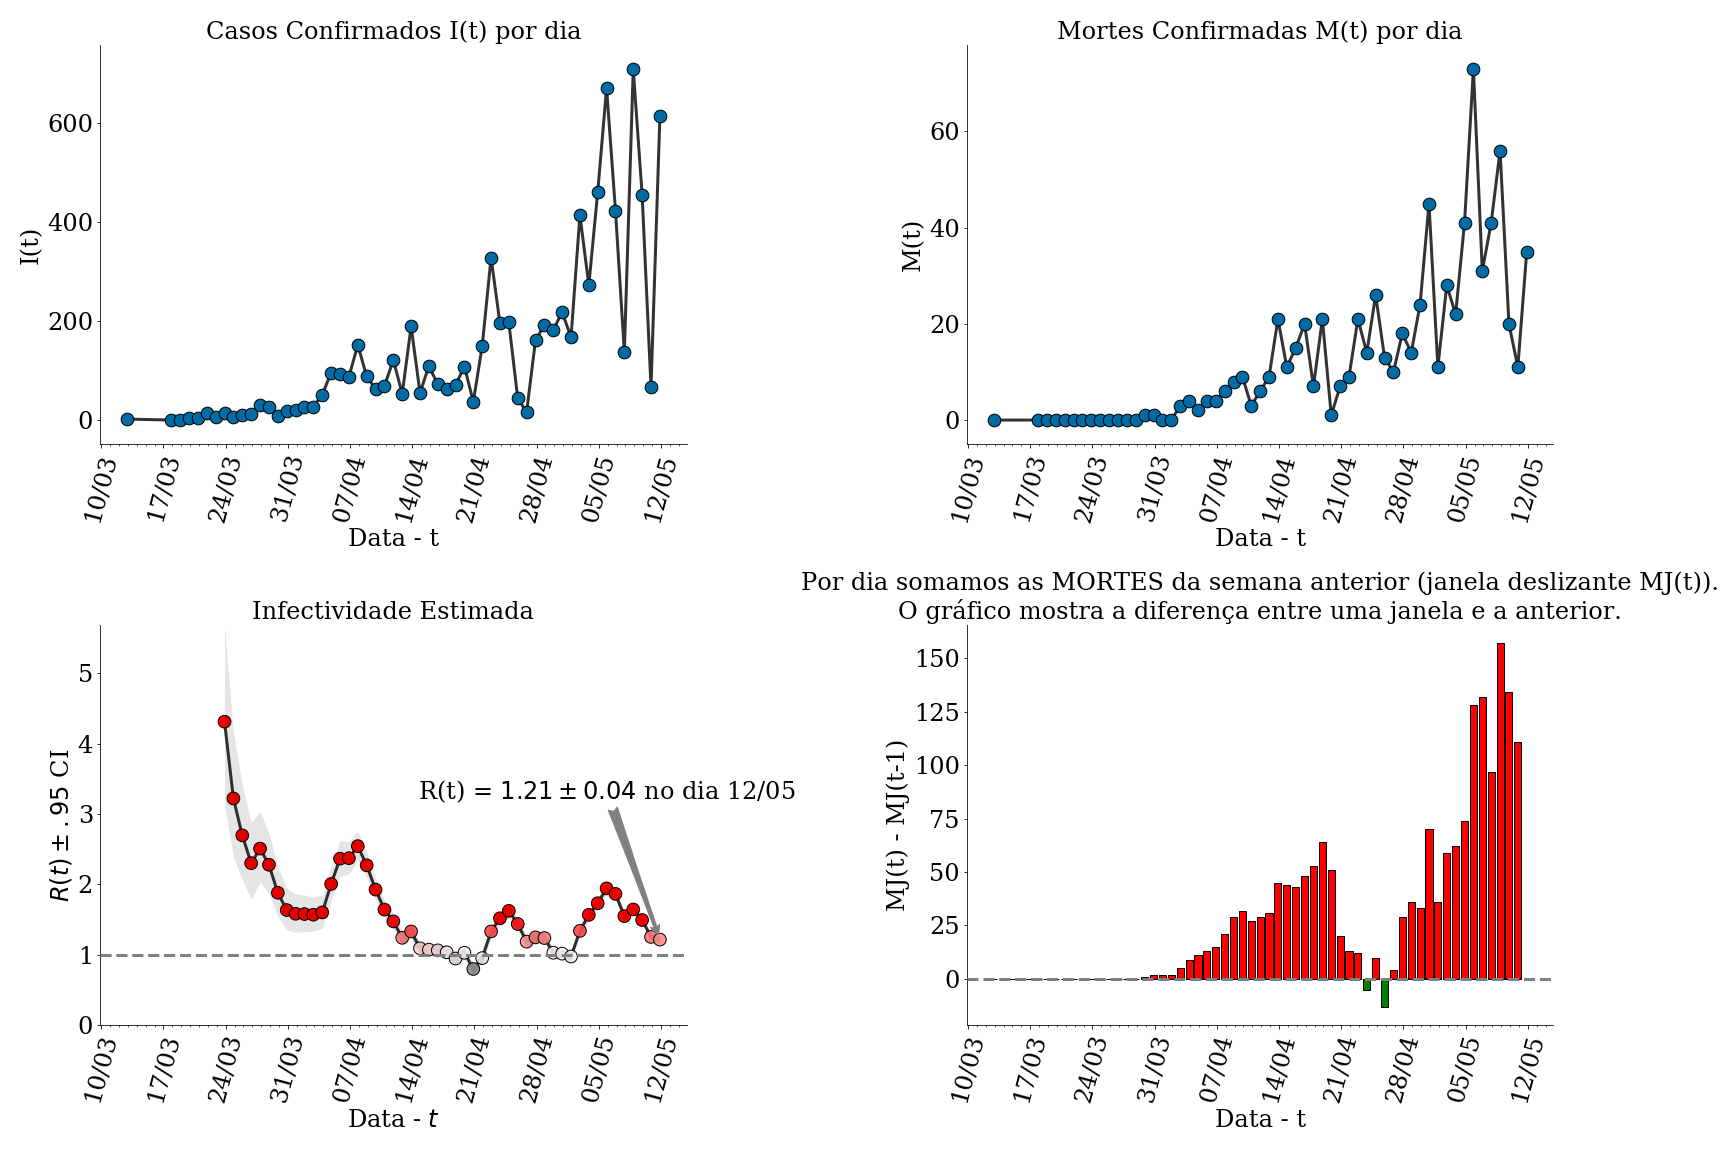 Casos Confirmados I(t) por dia
I(t)
600
400
200
0
10/03 17/03 24/03 31/03 07/04 14/04 21/04 28/04 05/05 12/05
Data - t
Mortes Confirmadas M(t) por dia
M(t)
60
40
20
0
10/03 17/03 24/03 31/03 07/04 14/04 21/04 28/04 05/05 12/05
Data - t
Infectividade Estimada
R(t) ± .95 CI
5
4
3
2
1
0
R(t) = 1.21 ± 0.04 no dia 12/05
10/03 17/03 24/03 31/03 07/04 14/04 21/04 28/04 05/05 12/05
Data - t
Por dia somamos as MORTES da semana anterior (janela deslizante MJ(t)).
O gráfico mostra a diferença entre uma janela e a anterior.
MJ(t) - MJ(t-1)
150
125
100
75
50
25
0
10/03 17/03 24/03 31/03 07/04 14/04 21/04 28/04 05/05 12/05
Data - t